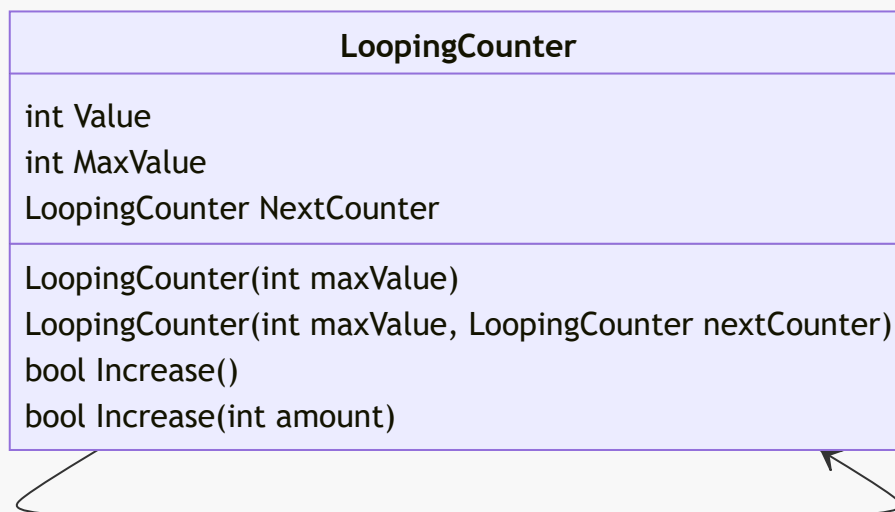 LoopingCounter
int Value
int MaxValue
LoopingCounter NextCounter
LoopingCounter(int maxValue)
LoopingCounter(int maxValue, LoopingCounter nextCounter)
bool Increase()
bool Increase(int amount)